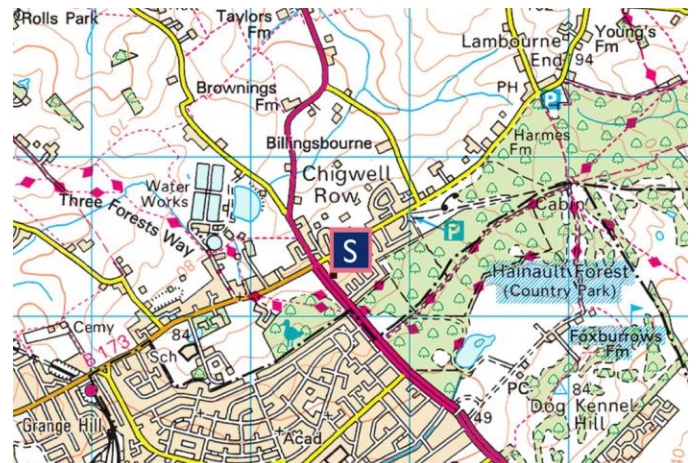 Rolls Park
Taylors
Fm
Lambourne
End
94
Young's
Fm
PH
P
Brownings
Fm
Harmes
Fm
Billingsbourne
Chigwell
Row
Water
Works
Three Forests Way
Cabin
P
S
Hainault Forest
(Country Park)
80
Cemy
84
Sch
B173
Foxburrows
Fm
PC
84
Dog Kennel
Hill
49
Grange Hill
Acad